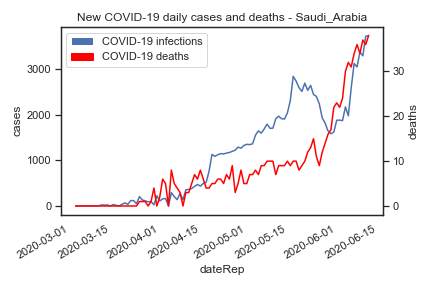 New COVID-19 daily cases and deaths - Saudi_Arabia
COVID-19 infections
COVID-19 deaths
3000
2000
1000
0
cases
30
20
10
0
deaths
2020-03-01
2020-03-15
2020-04-01
2020-04-15
2020-05-01
2020-05-15
2020-06-01
2020-06-15
dateRep